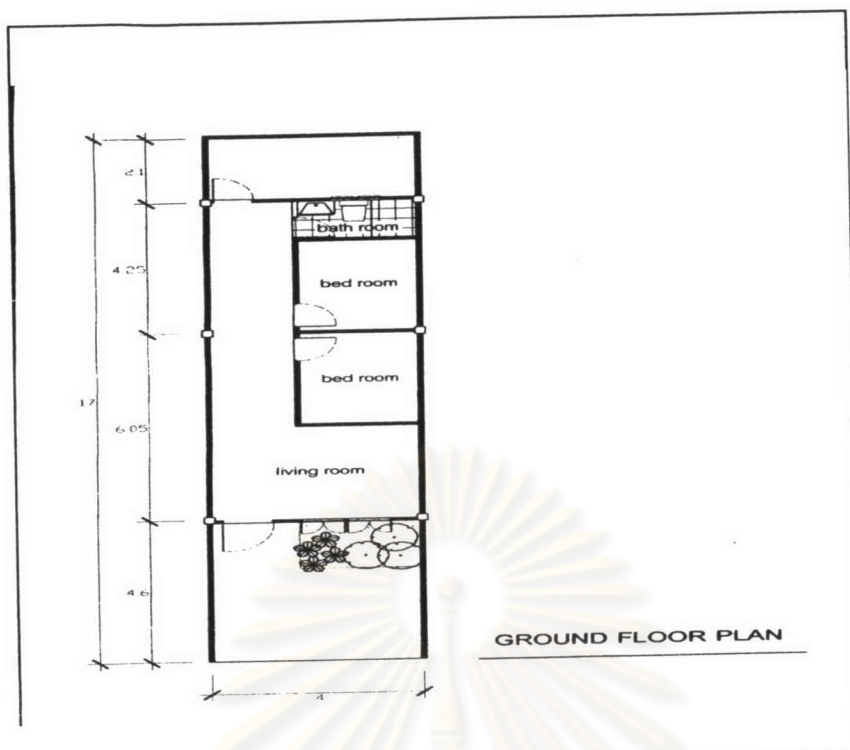 2.1
bath room
4.25
bed room
bed room
17
6.05
living room
4.6
GROUND FLOOR PLAN
4